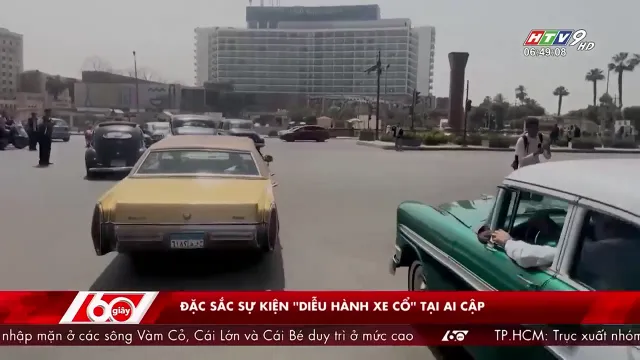 HTV9 HD
06:49:08
60 giây
ĐẶC SẮC SỰ KIỆN "DIỄU HÀNH XE CỔ" TẠI AI CẬP
nhập mặn ở các sông Vàm Cỏ, Cái Lớn và Cái Bé duy trì ở mức cao 60 TP.HCM: Trục xuất nhóm